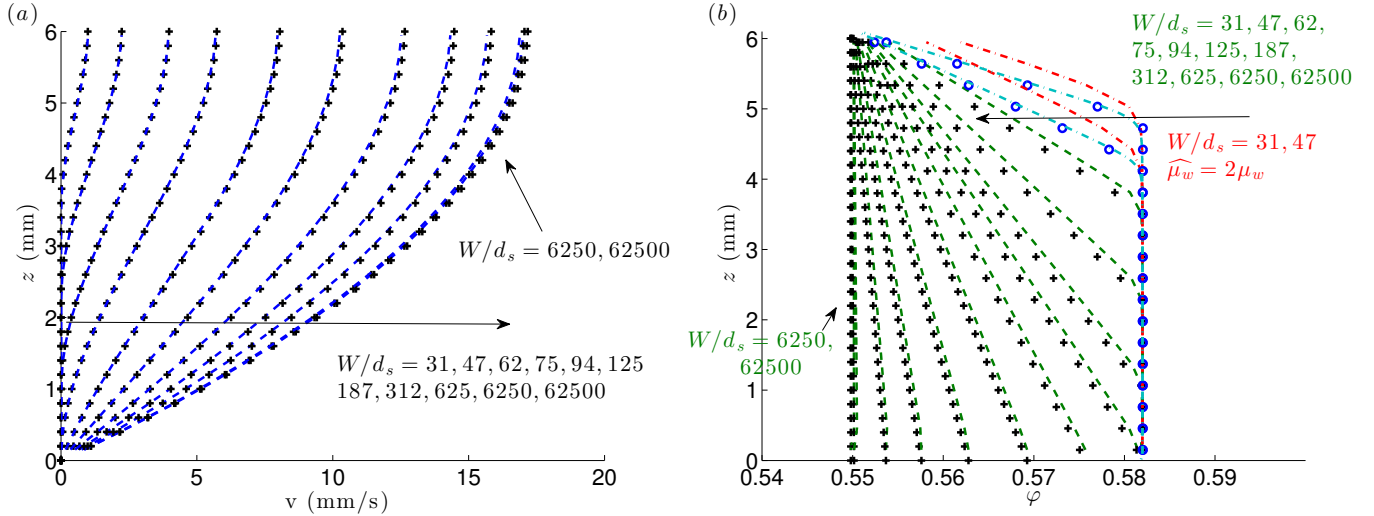 (a)
6
5
4
3
2
1
0
z (mm)
0
5
10
15
20
v (mm/s)
W/d_s = 6250, 62500
W/d_s = 31, 47, 62, 75, 94, 125
187, 312, 625, 6250, 62500
(b)
6
5
4
3
2
1
0
z (mm)
0.54
0.55
0.56
0.57
0.58
0.59
φ
W/d_s = 31, 47, 62,
75, 94, 125, 187,
312, 625, 6250, 62500
W/d_s = 31, 47
\widehat{μ_w} = 2μ_w
W/d_s = 6250,
62500